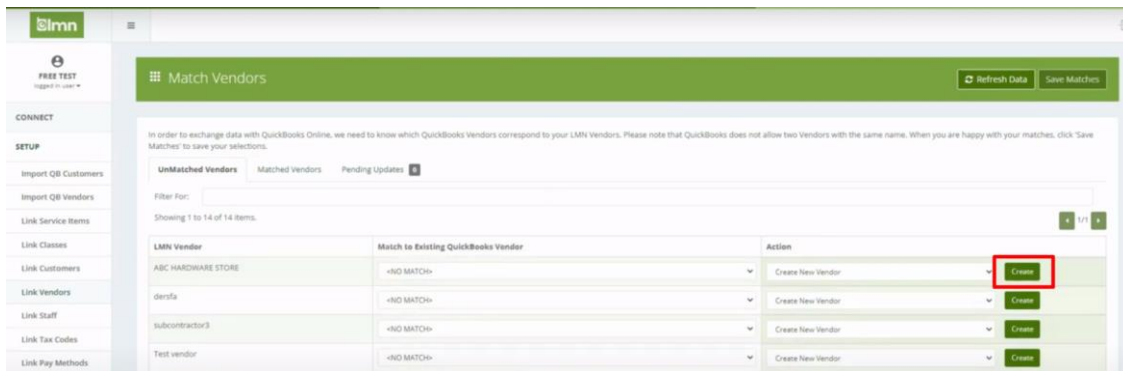 lmn
FREE TEST
logged in user
CONNECT
SETUP
Import QB Customers
Import QB Vendors
Link Service Items
Link Classes
Link Customers
Link Vendors
Link Staff
Link Tax Codes
Link Pay Methods
Match Vendors
Refresh Data
Save Matches
In order to exchange data with QuickBooks Online, we need to know which QuickBooks Vendors correspond to your LMN Vendors. Please note that QuickBooks does not allow two Vendors with the same name. When you are happy with your matches, click 'Save
Matches' to save your selections.
UnMatched Vendors Matched Vendors Pending Updates 0
Filter For:
Showing 1 to 14 of 14 items.
1/1
LMN Vendor Match to Existing QuickBooks Vendor Action
ABC HARDWARE STORE <NO MATCH> Create New Vendor Create
dersfa <NO MATCH> Create New Vendor Create
subcontractor3 <NO MATCH> Create New Vendor Create
Test vendor <NO MATCH> Create New Vendor Create